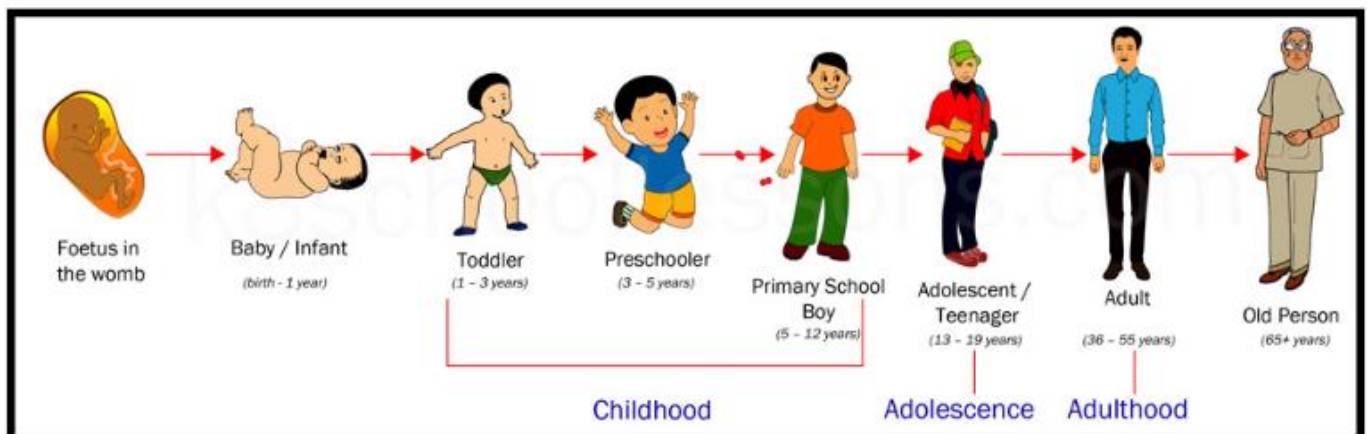 k8schoollessons.com
Foetus in
the womb
Baby / Infant
(birth - 1 year)
Toddler
(1 – 3 years)
Preschooler
(3 – 5 years)
Primary School
Boy
(5 – 12 years)
Adolescent /
Teenager
(13 – 19 years)
Adult
(36 – 55 years)
Old Person
(65+ years)
Childhood
Adolescence
Adulthood